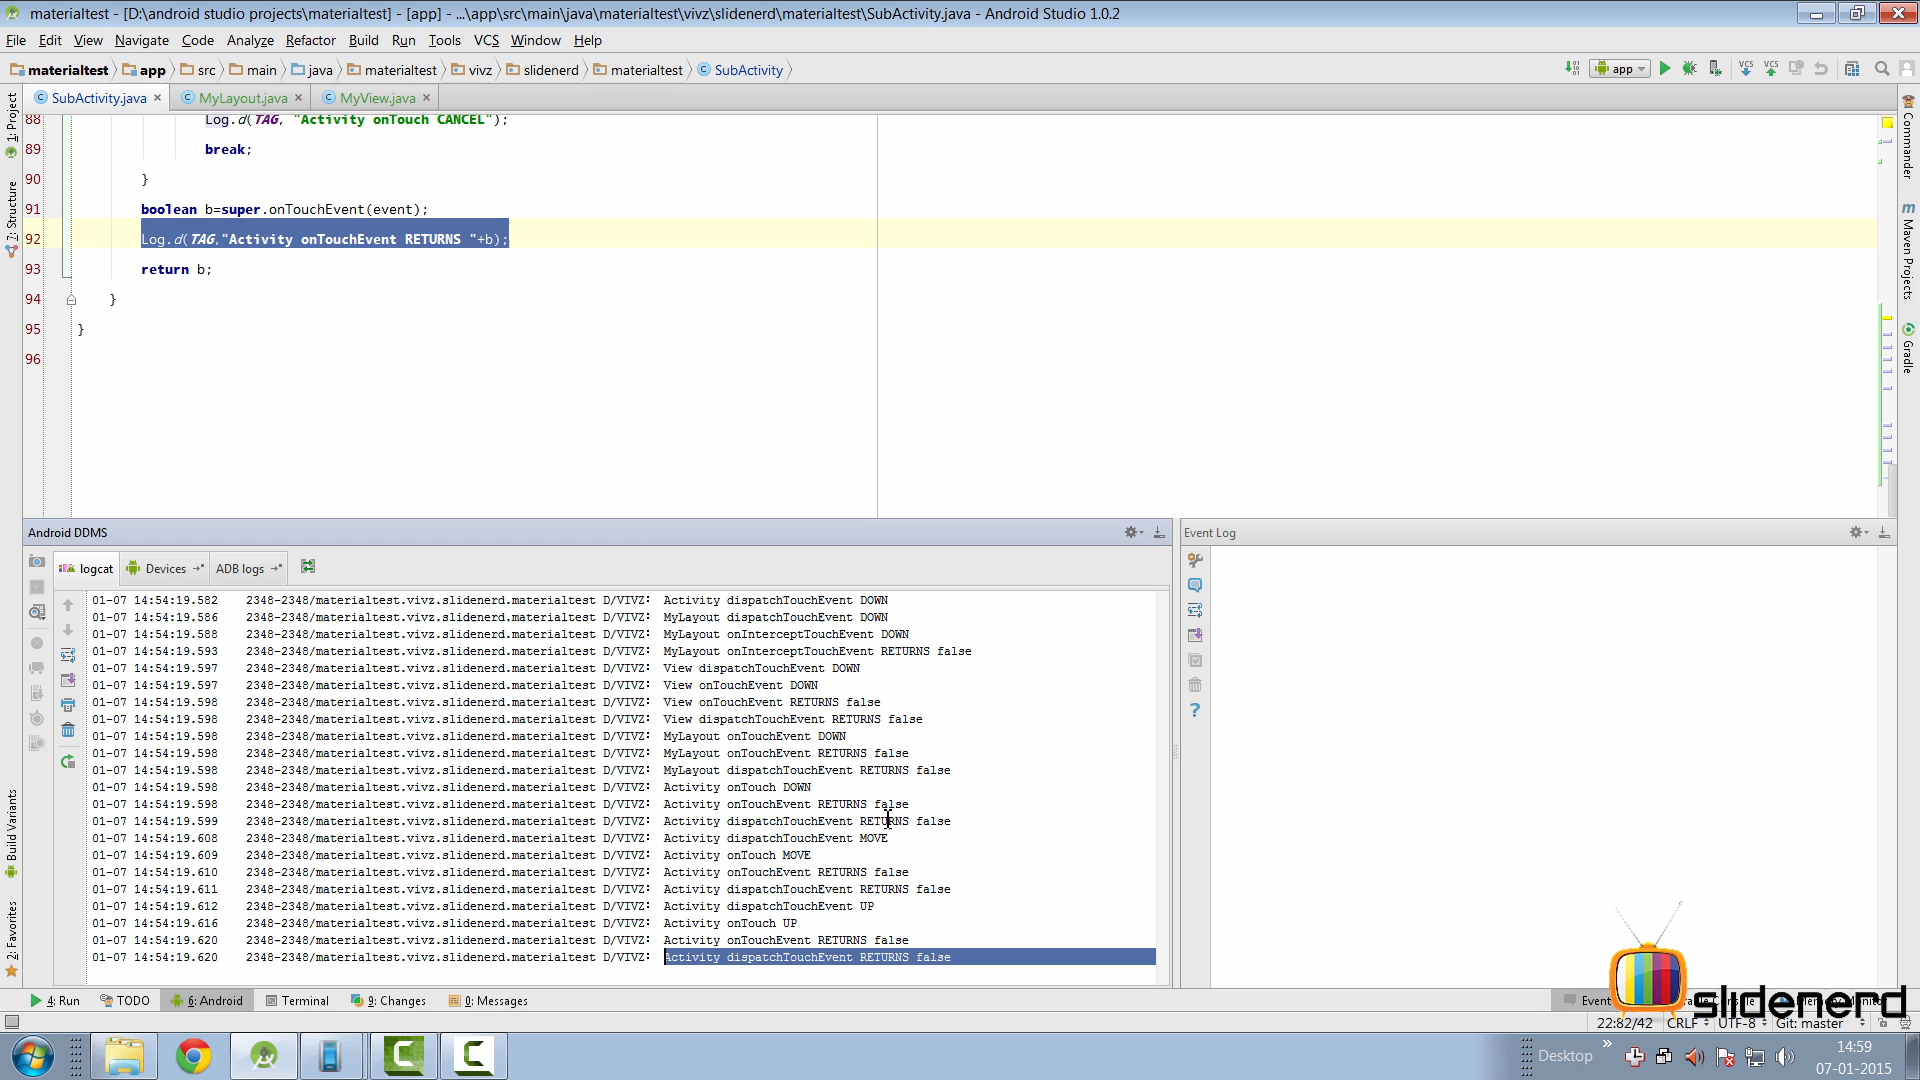 materialtest - [D:\android studio projects\materialtest] - [app] - ...\app\src\main\java\materialtest\vivz\slidenerd\materialtest\SubActivity.java - Android Studio 1.0.2
File Edit View Navigate Code Analyze Refactor Build Run Tools VCS Window Help
materialtest app src main java materialtest vivz slidenerd materialtest SubActivity
app VCS VCS
SubActivity.java MyLayout.java MyView.java
1: Project
7: Structure
Build Variants
2: Favorites
Commander
Maven Projects
Gradle
88 Log.d(TAG, "Activity onTouch CANCEL");
89 break;
90 }
91 boolean b=super.onTouchEvent(event);
92 Log.d(TAG,"Activity onTouchEvent RETURNS "+b);
93 return b;
94 }
95 }
96
Android DDMS
Event Log
logcat Devices ADB logs
01-07 14:54:19.582 2348-2348/materialtest.vivz.slidenerd.materialtest D/VIVZ: Activity dispatchTouchEvent DOWN
01-07 14:54:19.586 2348-2348/materialtest.vivz.slidenerd.materialtest D/VIVZ: MyLayout dispatchTouchEvent DOWN
01-07 14:54:19.588 2348-2348/materialtest.vivz.slidenerd.materialtest D/VIVZ: MyLayout onInterceptTouchEvent DOWN
01-07 14:54:19.593 2348-2348/materialtest.vivz.slidenerd.materialtest D/VIVZ: MyLayout onInterceptTouchEvent RETURNS false
01-07 14:54:19.597 2348-2348/materialtest.vivz.slidenerd.materialtest D/VIVZ: View dispatchTouchEvent DOWN
01-07 14:54:19.597 2348-2348/materialtest.vivz.slidenerd.materialtest D/VIVZ: View onTouchEvent DOWN
01-07 14:54:19.598 2348-2348/materialtest.vivz.slidenerd.materialtest D/VIVZ: View onTouchEvent RETURNS false
01-07 14:54:19.598 2348-2348/materialtest.vivz.slidenerd.materialtest D/VIVZ: View dispatchTouchEvent RETURNS false
01-07 14:54:19.598 2348-2348/materialtest.vivz.slidenerd.materialtest D/VIVZ: MyLayout onTouchEvent DOWN
01-07 14:54:19.598 2348-2348/materialtest.vivz.slidenerd.materialtest D/VIVZ: MyLayout onTouchEvent RETURNS false
01-07 14:54:19.598 2348-2348/materialtest.vivz.slidenerd.materialtest D/VIVZ: MyLayout dispatchTouchEvent RETURNS false
01-07 14:54:19.598 2348-2348/materialtest.vivz.slidenerd.materialtest D/VIVZ: Activity onTouch DOWN
01-07 14:54:19.598 2348-2348/materialtest.vivz.slidenerd.materialtest D/VIVZ: Activity onTouchEvent RETURNS false
01-07 14:54:19.599 2348-2348/materialtest.vivz.slidenerd.materialtest D/VIVZ: Activity dispatchTouchEvent RETURNS false
01-07 14:54:19.608 2348-2348/materialtest.vivz.slidenerd.materialtest D/VIVZ: Activity dispatchTouchEvent MOVE
01-07 14:54:19.609 2348-2348/materialtest.vivz.slidenerd.materialtest D/VIVZ: Activity onTouch MOVE
01-07 14:54:19.610 2348-2348/materialtest.vivz.slidenerd.materialtest D/VIVZ: Activity onTouchEvent RETURNS false
01-07 14:54:19.611 2348-2348/materialtest.vivz.slidenerd.materialtest D/VIVZ: Activity dispatchTouchEvent RETURNS false
01-07 14:54:19.612 2348-2348/materialtest.vivz.slidenerd.materialtest D/VIVZ: Activity dispatchTouchEvent UP
01-07 14:54:19.616 2348-2348/materialtest.vivz.slidenerd.materialtest D/VIVZ: Activity onTouch UP
01-07 14:54:19.620 2348-2348/materialtest.vivz.slidenerd.materialtest D/VIVZ: Activity onTouchEvent RETURNS false
01-07 14:54:19.620 2348-2348/materialtest.vivz.slidenerd.materialtest D/VIVZ: Activity dispatchTouchEvent RETURNS false
4: Run TODO 6: Android Terminal 9: Changes 0: Messages Event
slidenerd
22:82/42 CRLF UTF-8 Git: master
Desktop
14:59
07-01-2015